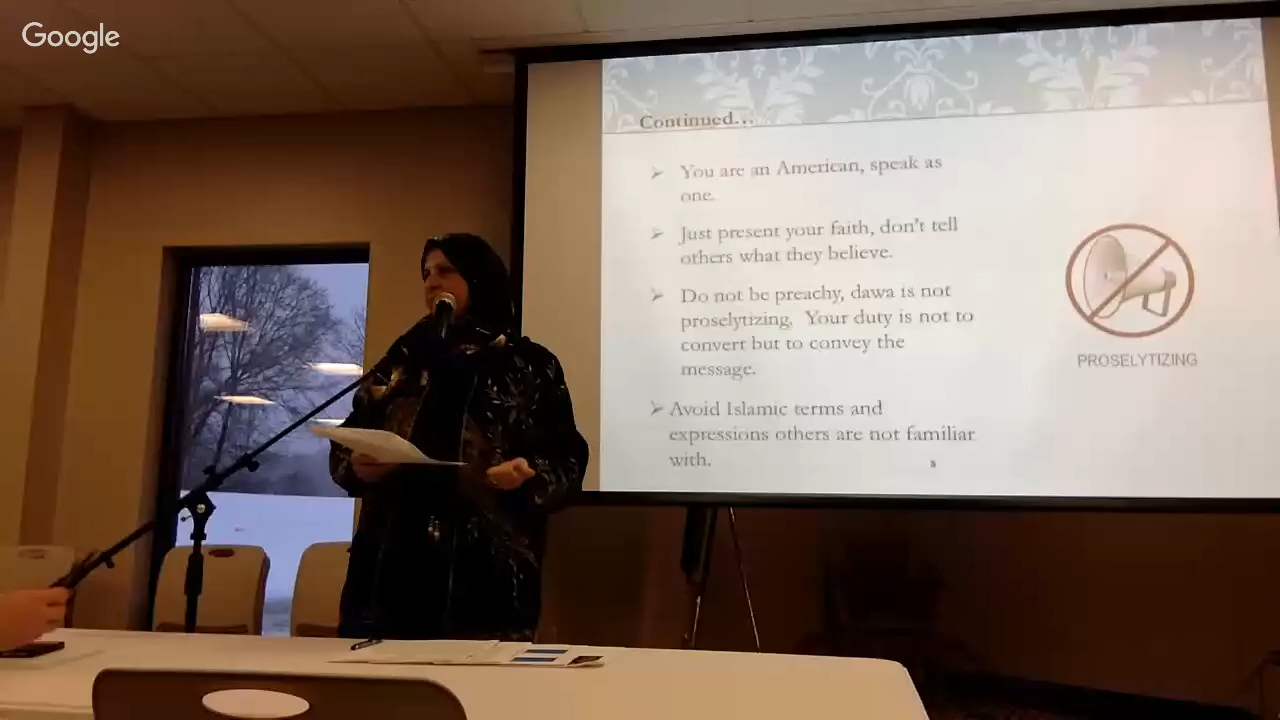 Google
Continued...
➢ You are an American, speak as
one.
➢ Just present your faith, don't tell
others what they believe.
➢ Do not be preachy, dawa is not
proselytizing. Your duty is not to
convert but to convey the
message.
➢ Avoid Islamic terms and
expressions others are not familiar
with.
PROSELYTIZING